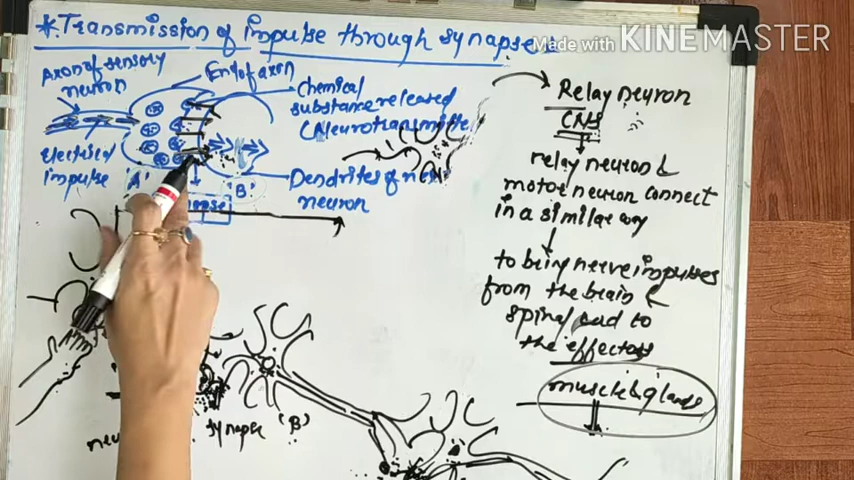 *Transmission of impulse through synapse:
Made with KINEMASTER
Axon of sensory
neuron
End of axon
Chemical
substance released
(Neurotransmitte
Electrical
impulse
'A'
'B'
Dendrites of
neuron
Relay neuron
CNS
relay neuron &
motor neuron connect
in a similar way
to bring nerve impulses
from the brain &
spinal cord to
the effectors
muscle & glands
synapse
(B)